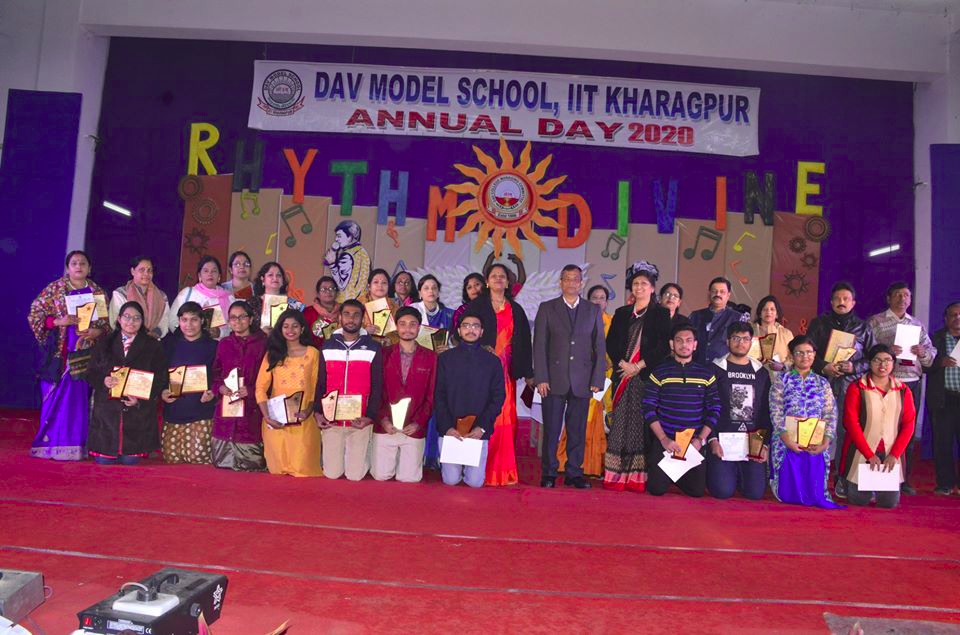 DAV MODEL SCHOOL, IIT KHARAGPUR
ANNUAL DAY 2020
RHYTHM DIVINE
BROOKLYN